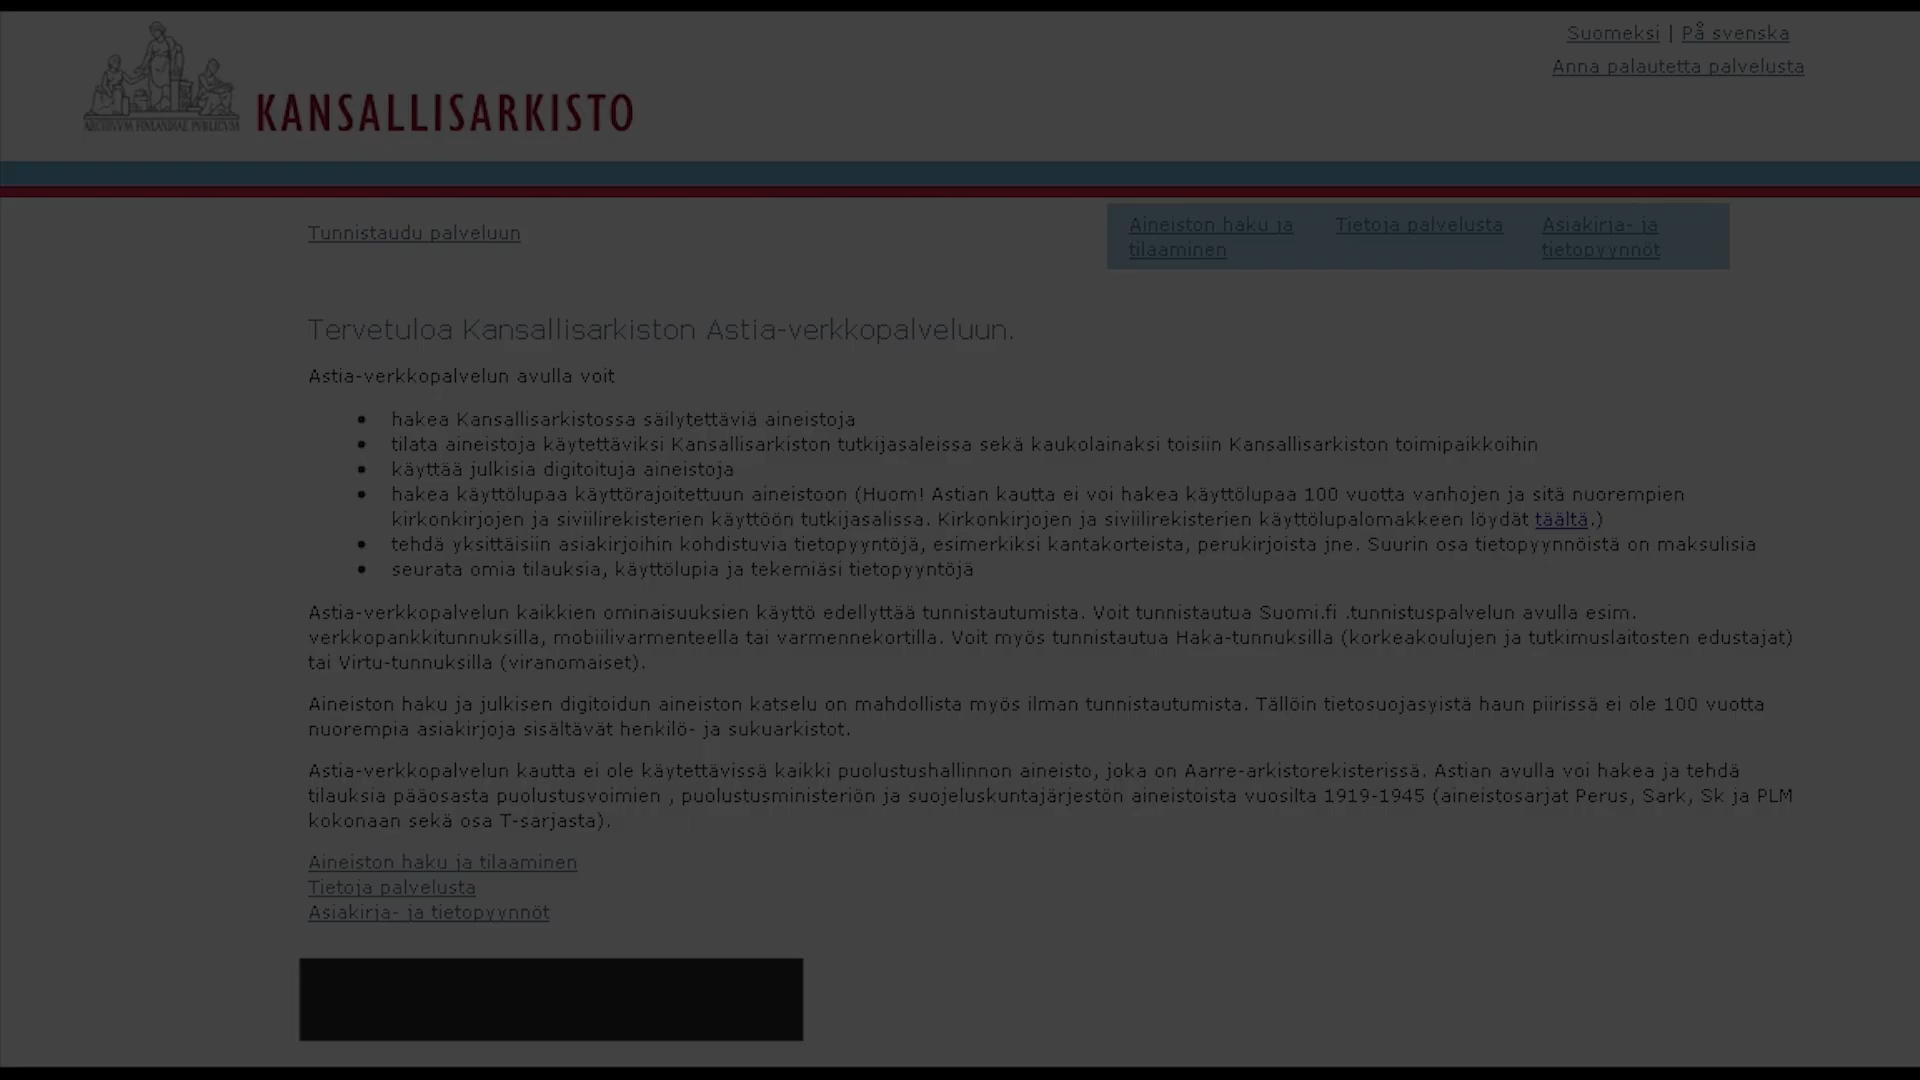 Suomeksi | På svenska
Anna palautetta palvelusta
ARCHIVVM FINLANDIAE PVBLICVM
KANSALLISARKISTO
Tunnistaudu palveluun
Aineiston haku ja
tilaaminen
Tietoja palvelusta
Asiakirja- ja
tietopyynnöt
Tervetuloa Kansallisarkiston Astia-verkkopalveluun.
Astia-verkkopalvelun avulla voit
• hakea Kansallisarkistossa säilytettäviä aineistoja
• tilata aineistoja käytettäviksi Kansallisarkiston tutkijasaleissa sekä kaukolainaksi toisiin Kansallisarkiston toimipaikkoihin
• käyttää julkisia digitoituja aineistoja
• hakea käyttölupaa käyttörajoitettuun aineistoon (Huom! Astian kautta ei voi hakea käyttölupaa 100 vuotta vanhojen ja sitä nuorempien
kirkonkirjojen ja siviilirekisterien käyttöön tutkijasalissa. Kirkonkirjojen ja siviilirekisterien käyttölupalomakkeen löydät täältä.)
• tehdä yksittäisiin asiakirjoihin kohdistuvia tietopyyntöjä, esimerkiksi kantakorteista, perukirjoista jne. Suurin osa tietopyynnöistä on maksulisia
• seurata omia tilauksia, käyttölupia ja tekemiäsi tietopyyntöjä
Astia-verkkopalvelun kaikkien ominaisuuksien käyttö edellyttää tunnistautumista. Voit tunnistautua Suomi.fi .tunnistuspalvelun avulla esim.
verkkopankkitunnuksilla, mobiilivarmenteella tai varmennekortilla. Voit myös tunnistautua Haka-tunnuksilla (korkeakoulujen ja tutkimuslaitosten edustajat)
tai Virtu-tunnuksilla (viranomaiset).
Aineiston haku ja julkisen digitoidun aineiston katselu on mahdollista myös ilman tunnistautumista. Tällöin tietosuojasyistä haun piirissä ei ole 100 vuotta
nuorempia asiakirjoja sisältävät henkilö- ja sukuarkistot.
Astia-verkkopalvelun kautta ei ole käytettävissä kaikki puolustushallinnon aineisto, joka on Aarre-arkistorekisterissä. Astian avulla voi hakea ja tehdä
tilauksia pääosasta puolustusvoimien , puolustusministeriön ja suojeluskuntajärjestön aineistoista vuosilta 1919-1945 (aineistosarjat Perus, Sark, Sk ja PLM
kokonaan sekä osa T-sarjasta).
Aineiston haku ja tilaaminen
Tietoja palvelusta
Asiakirja- ja tietopyynnöt